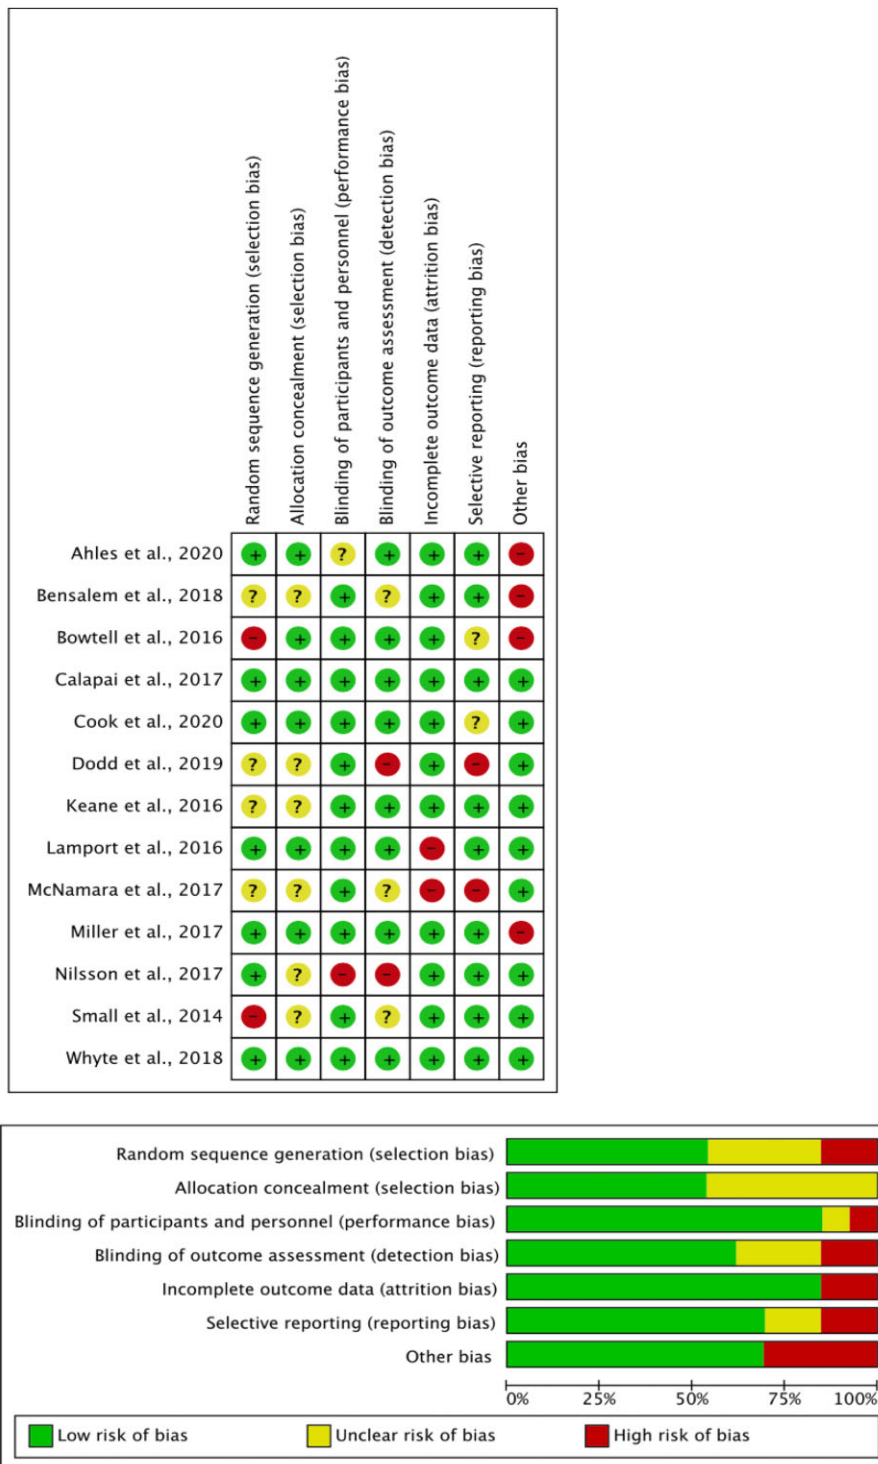 Random sequence generation (selection bias)
Allocation concealment (selection bias)
Blinding of participants and personnel (performance bias)
Blinding of outcome assessment (detection bias)
Incomplete outcome data (attrition bias)
Selective reporting (reporting bias)
Other bias
Ahles et al., 2020 + + ? + + + -
Bensalem et al., 2018 ? ? + ? + + -
Bowtell et al., 2016 - + + + + ? -
Calapai et al., 2017 + + + + + + +
Cook et al., 2020 + + + + + ? +
Dodd et al., 2019 ? ? + - + - +
Keane et al., 2016 ? ? + + + + +
Lamport et al., 2016 + + + + - + +
McNamara et al., 2017 ? ? + ? - - +
Miller et al., 2017 + + + + + + -
Nilsson et al., 2017 + ? - - + + +
Small et al., 2014 - ? + ? + + +
Whyte et al., 2018 + + + + + + +
Random sequence generation (selection bias)
Allocation concealment (selection bias)
Blinding of participants and personnel (performance bias)
Blinding of outcome assessment (detection bias)
Incomplete outcome data (attrition bias)
Selective reporting (reporting bias)
Other bias
0% 25% 50% 75% 100%
Low risk of bias Unclear risk of bias High risk of bias